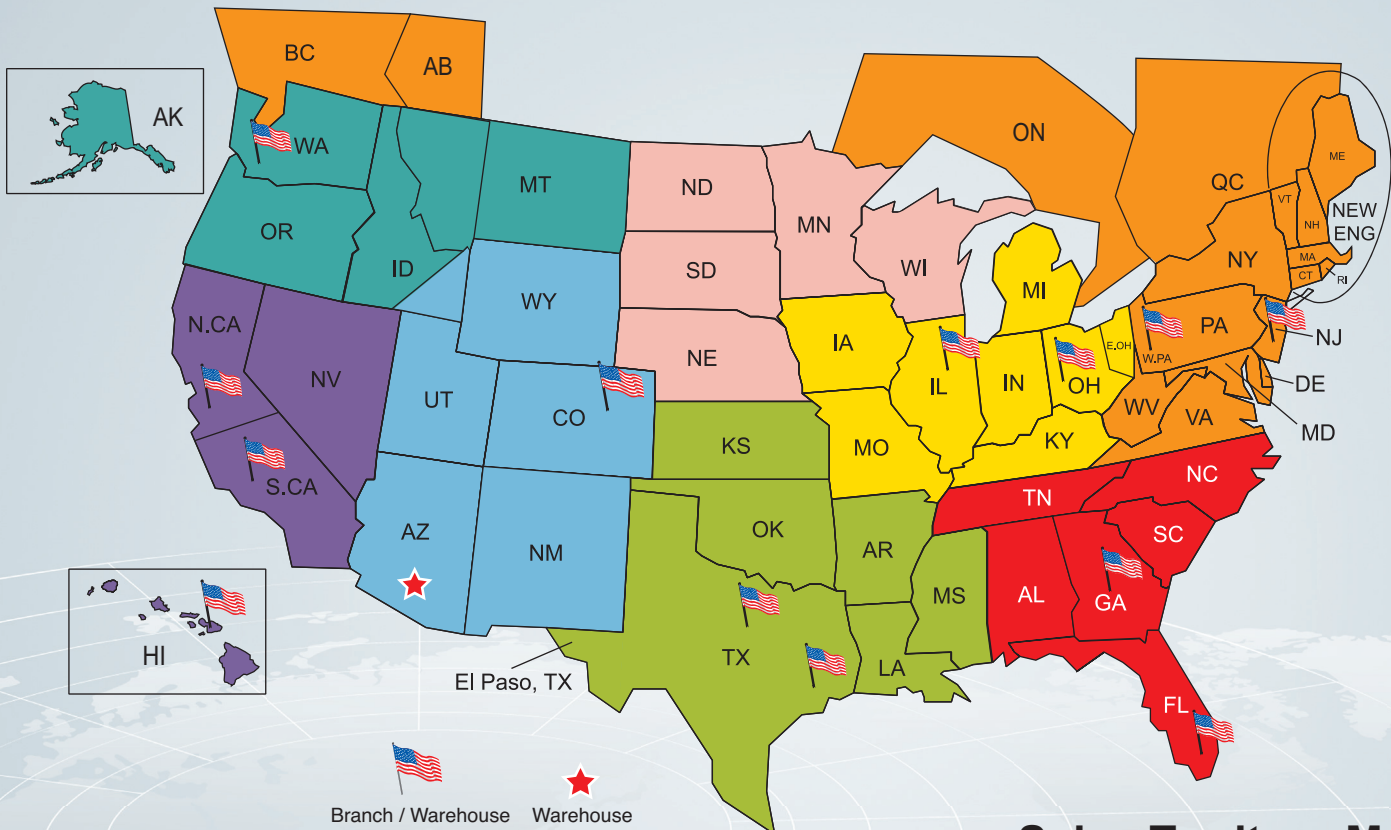 BC
AB
AK
WA
ON
ME
MT
ND
QC
VT
MN
NEW
ENG
NH
OR
ID
SD
WI
NY
MA
CT
RI
MI
WY
N.CA
IA
PA
NJ
NE
E.OH
W.PA
NV
UT
CO
IL
IN
OH
DE
WV
VA
MD
KS
MO
KY
S.CA
TN
NC
AZ
NM
OK
AR
SC
MS
AL
GA
HI
TX
LA
El Paso, TX
FL
Branch / Warehouse
Warehouse